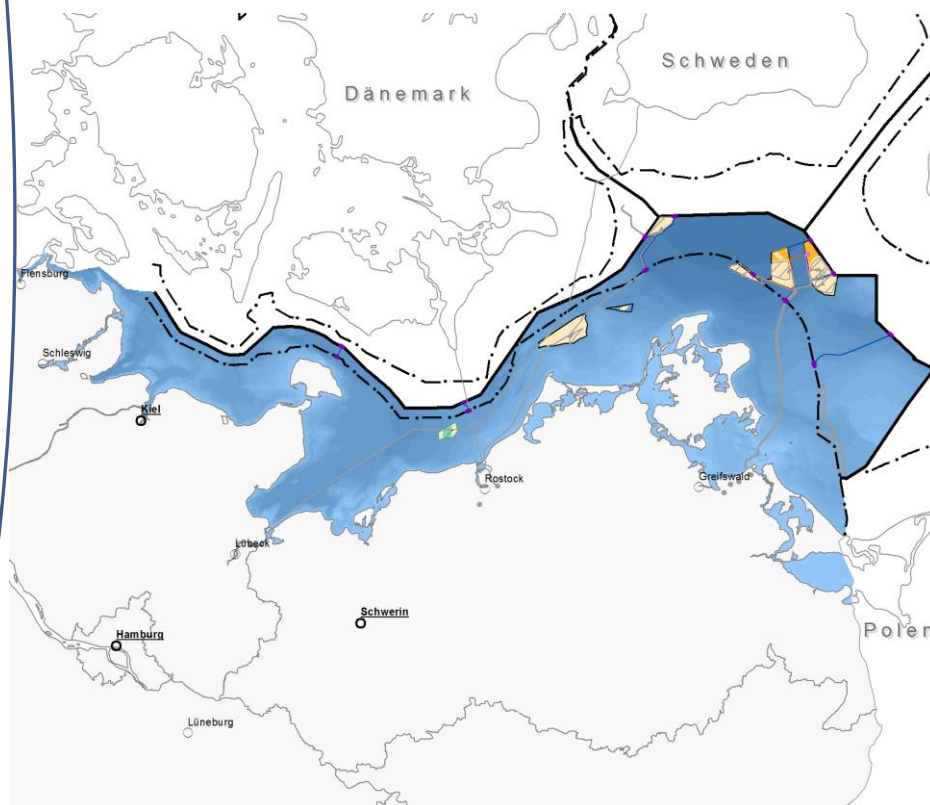 Schweden
Dänemark
Flensburg
Schleswig
Kiel
Rostock
Greifswald
Lübeck
Schwerin
Hamburg
Polen
Lüneburg